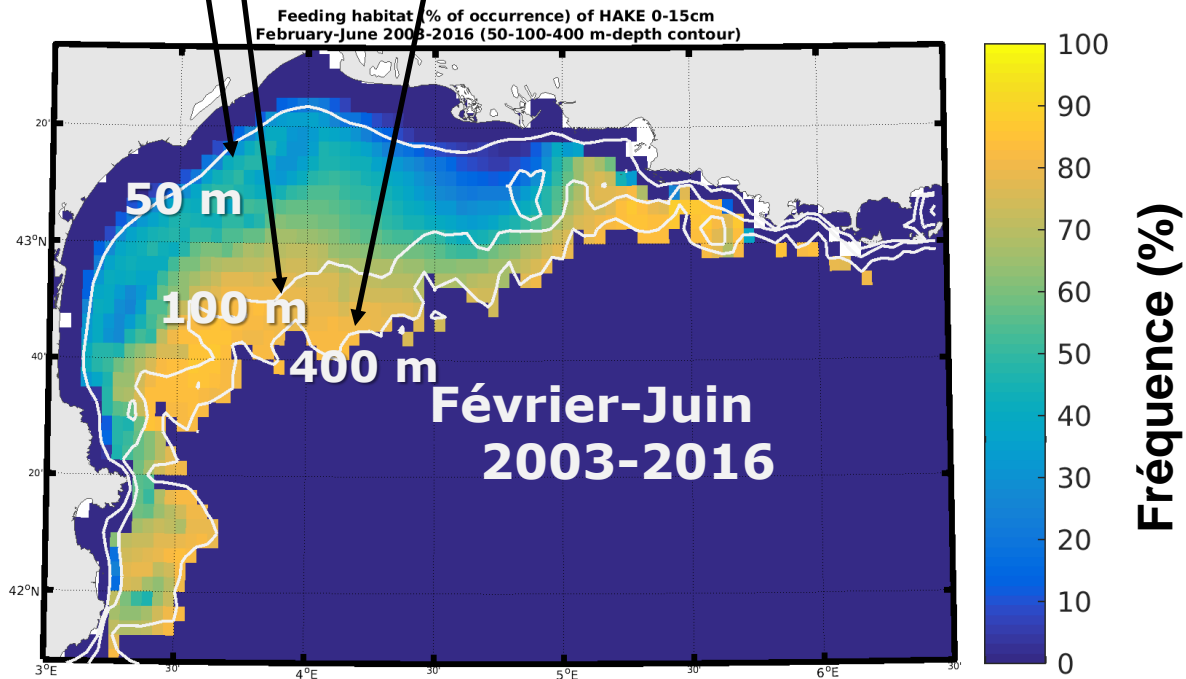 Feeding habitat (% of occurrence) of HAKE 0-15cm
February-June 2003-2016 (50-100-400 m-depth contour)
100
90
80
70
60
50
40
30
20
10
0
Fréquence (%)
20'
43°N
40'
20'
42°N
3°E
30'
4°E
30'
5°E
30'
6°E
30'
50 m
100 m
400 m
Février-Juin
2003-2016